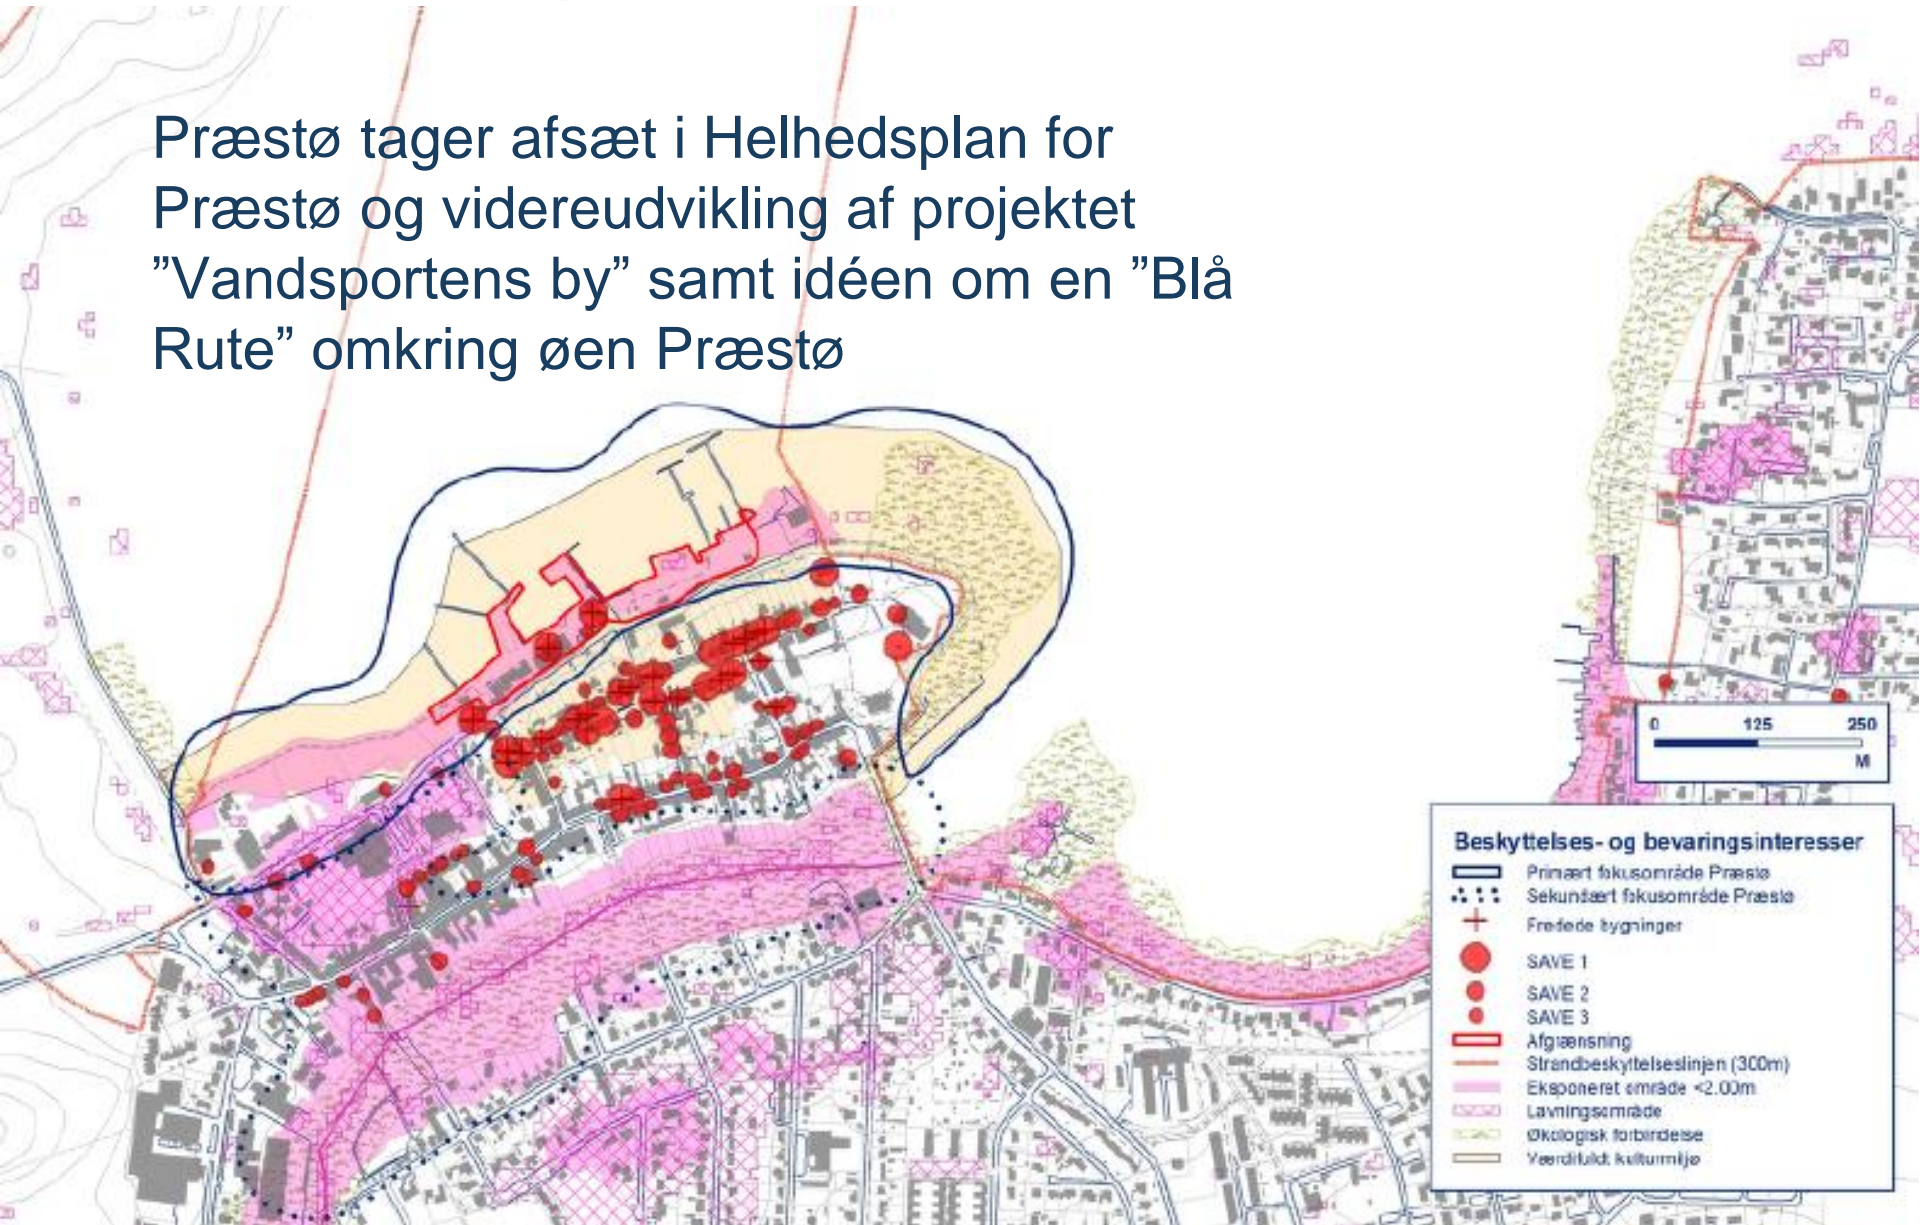 Præstø tager afsæt i Helhedsplan for
Præstø og videreudvikling af projektet
”Vandsportens by” samt idéen om en ”Blå
Rute” omkring øen Præstø
0 125 250
M
Beskyttelses- og bevaringsinteresser
Primært fokusområde Præstø
Sekundært fokusområde Præstø
Fredede bygninger
SAVE 1
SAVE 2
SAVE 3
Afgrænsning
Strandbeskyttelseslinjen (300m)
Eksponeret område <2.00m
Lavningsområde
Økologisk forbindelse
Værdifuldt kulturmiljø